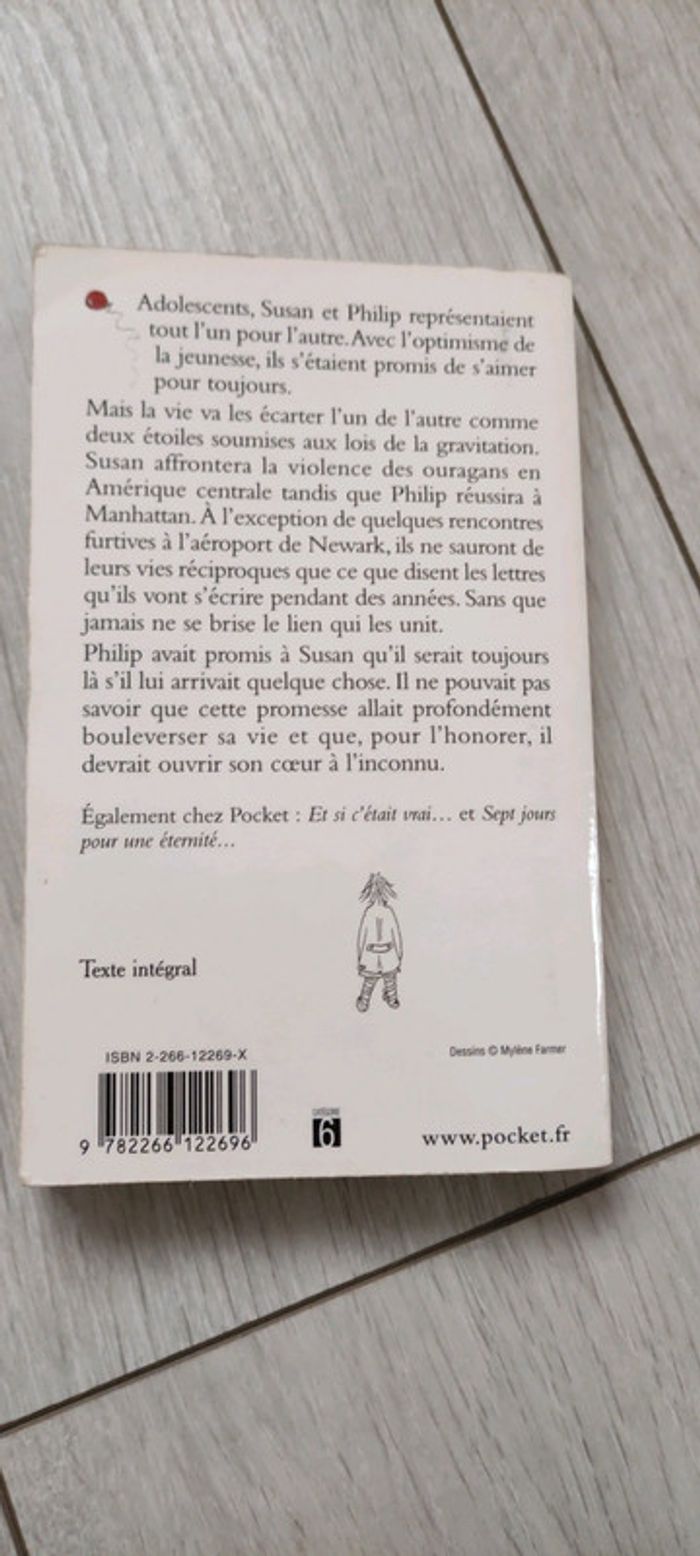 Adolescents, Susan et Philip représentaient
tout l'un pour l'autre. Avec l'optimisme de
la jeunesse, ils s'étaient promis de s'aimer
pour toujours.
Mais la vie va les écarter l'un de l'autre comme
deux étoiles soumises aux lois de la gravitation.
Susan affrontera la violence des ouragans en
Amérique centrale tandis que Philip réussira à
Manhattan. À l'exception de quelques rencontres
furtives à l'aéroport de Newark, ils ne sauront de
leurs vies réciproques que ce que disent les lettres
qu'ils vont s'écrire pendant des années. Sans que
jamais ne se brise le lien qui les unit.
Philip avait promis à Susan qu'il serait toujours
là s'il lui arrivait quelque chose. Il ne pouvait pas
savoir que cette promesse allait profondément
bouleverser sa vie et que, pour l'honorer, il
devrait ouvrir son cœur à l'inconnu.
Également chez Pocket : Et si c'était vrai... et Sept jours
pour une éternité...
Texte intégral
ISBN 2-266-12269-X
Dessins © Mylène Farmer
9 782266 122696
CATÉGORIE
6
www.pocket.fr